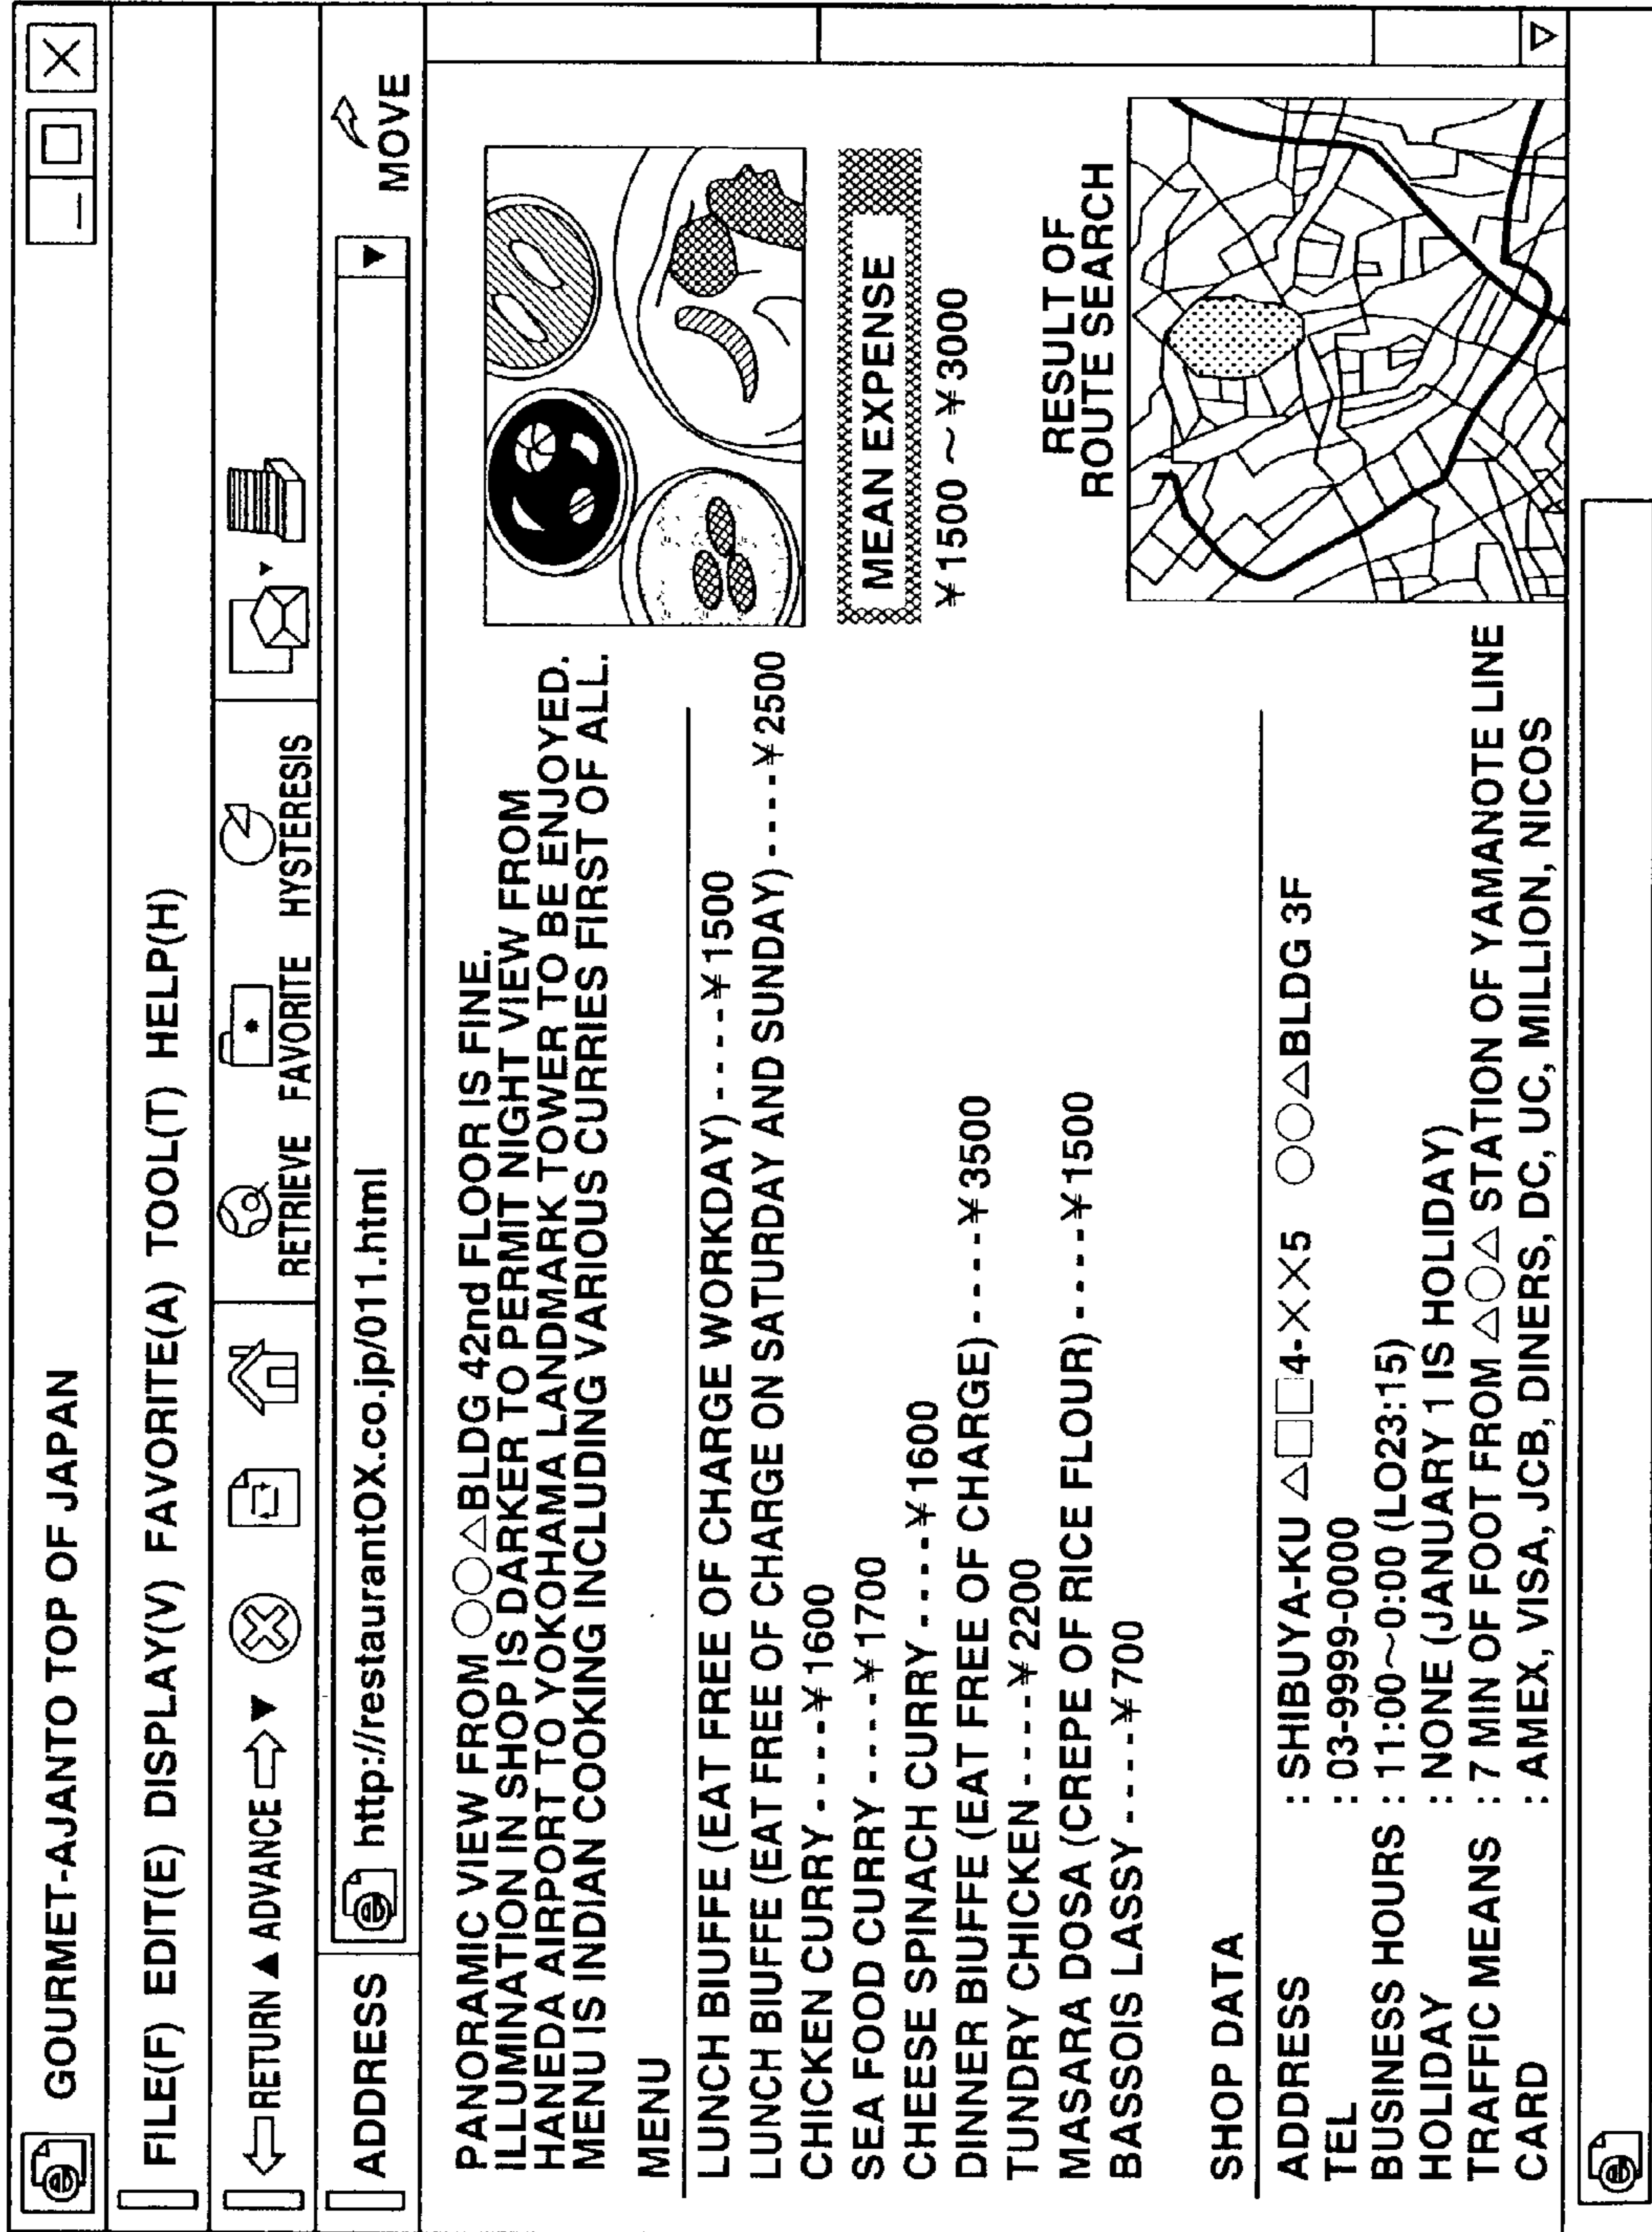 GOURMET-AJANTO TOP OF JAPAN
FILE(F) EDIT(E) DISPLAY(V) FAVORITE(A) TOOL(T) HELP(H)
⇦RETURN ▲ ADVANCE⇨ ▼
RETRIEVE FAVORITE HYSTERESIS
ADDRESS http://restaurantOX.co.jp/011.html ▼ MOVE
PANORAMIC VIEW FROM ○○△BLDG 42nd FLOOR IS FINE.
ILLUMINATION IN SHOP IS DARKER TO PERMIT NIGHT VIEW FROM
HANEDA AIRPORT TO YOKOHAMA LANDMARK TOWER TO BE ENJOYED.
MENU IS INDIAN COOKING INCLUDING VARIOUS CURRIES FIRST OF ALL.
MENU
LUNCH BIUFFE (EAT FREE OF CHARGE WORKDAY) ----¥1500
LUNCH BIUFFE (EAT FREE OF CHARGE ON SATURDAY AND SUNDAY) ----¥2500
CHICKEN CURRY ----¥1600
SEA FOOD CURRY ----¥1700
CHEESE SPINACH CURRY ----¥1600
DINNER BIUFFE (EAT FREE OF CHARGE) ----¥3500
TUNDRY CHICKEN ----¥2200
MASARA DOSA (CREPE OF RICE FLOUR) ----¥1500
BASSOIS LASSY ----¥700
MEAN EXPENSE
¥1500 ~ ¥3000
RESULT OF
ROUTE SEARCH
SHOP DATA
ADDRESS : SHIBUYA-KU △□□4-××5 ○○△BLDG 3F
TEL : 03-9999-0000
BUSINESS HOURS : 11:00~0:00 (LO23:15)
HOLIDAY : NONE (JANUARY 1 IS HOLIDAY)
TRAFFIC MEANS : 7 MIN OF FOOT FROM △○△ STATION OF YAMANOTE LINE
CARD : AMEX, VISA, JCB, DINERS, DC, UC, MILLION, NICOS